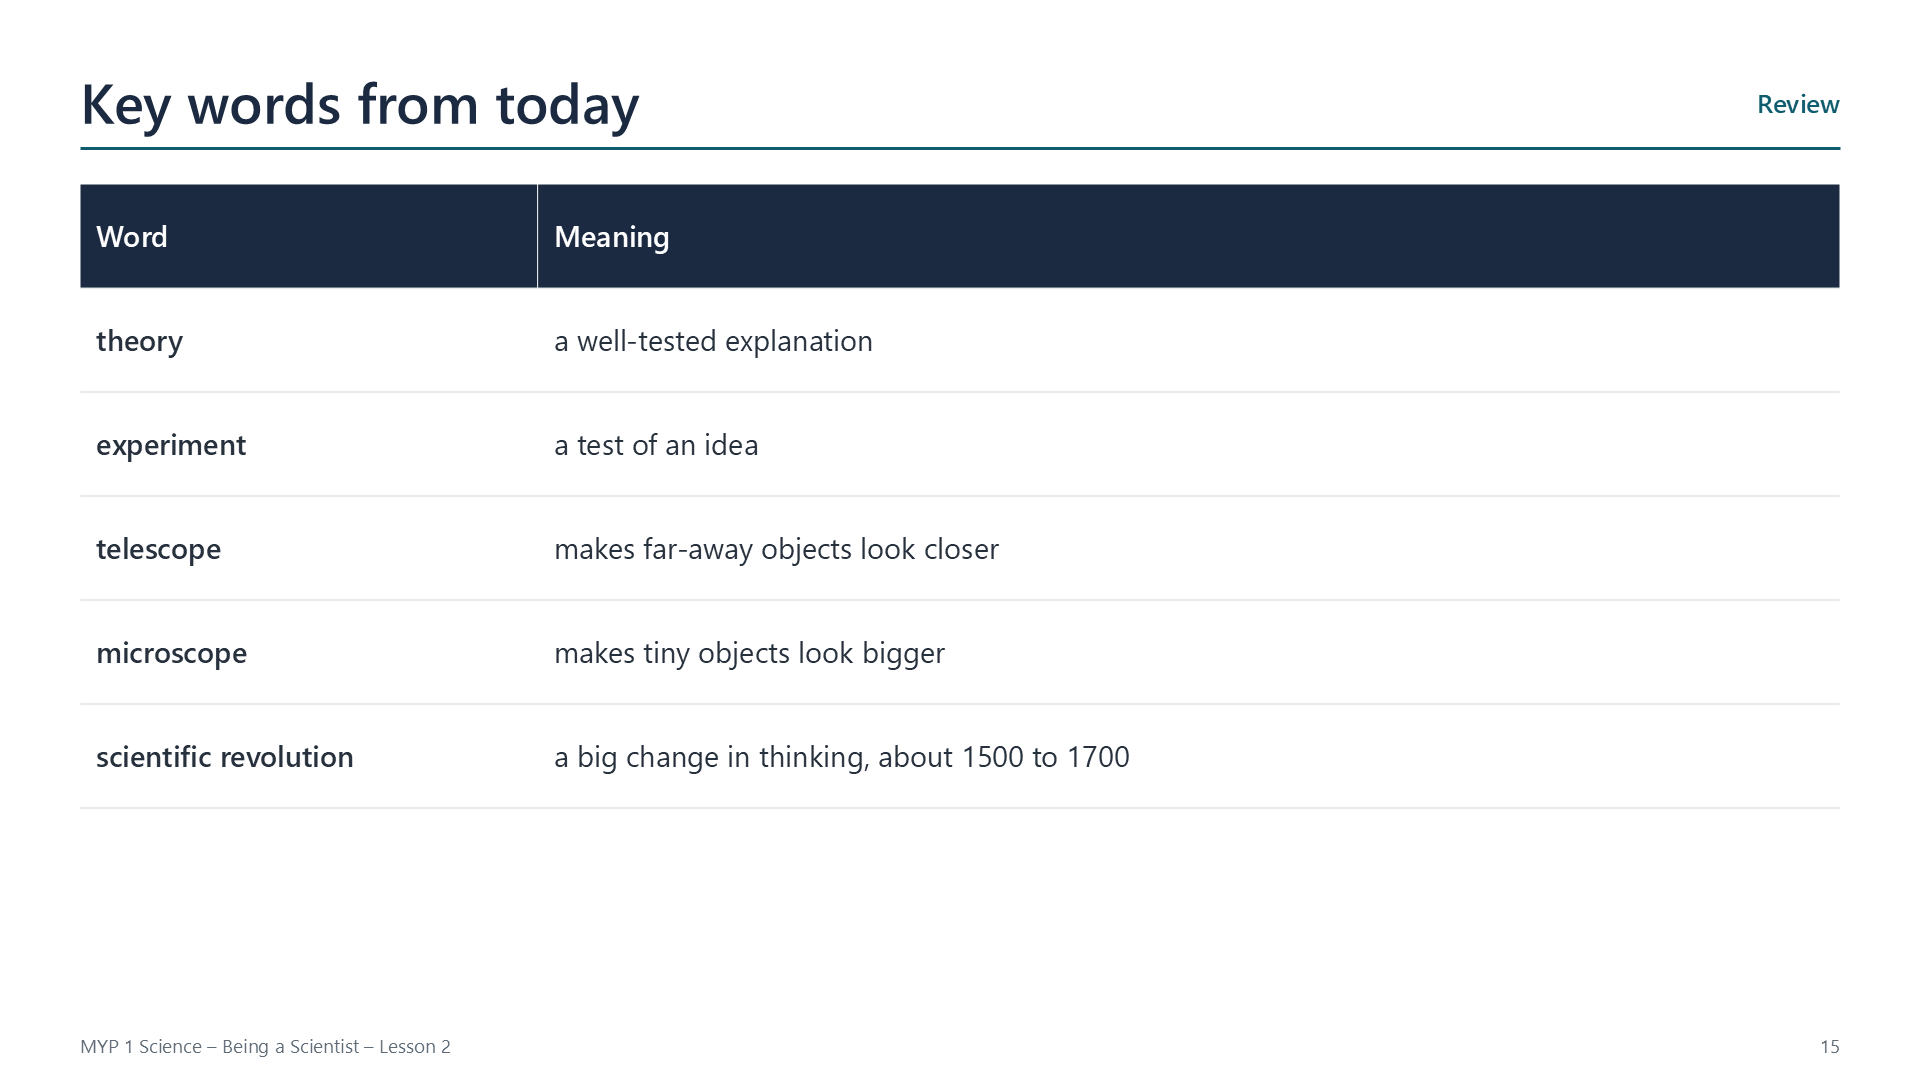 Key words from today
Review
Word
Meaning
theory
a well-tested explanation
experiment
a test of an idea
telescope
makes far-away objects look closer
microscope
makes tiny objects look bigger
scientific revolution
a big change in thinking, about 1500 to 1700
MYP 1 Science – Being a Scientist – Lesson 2
15